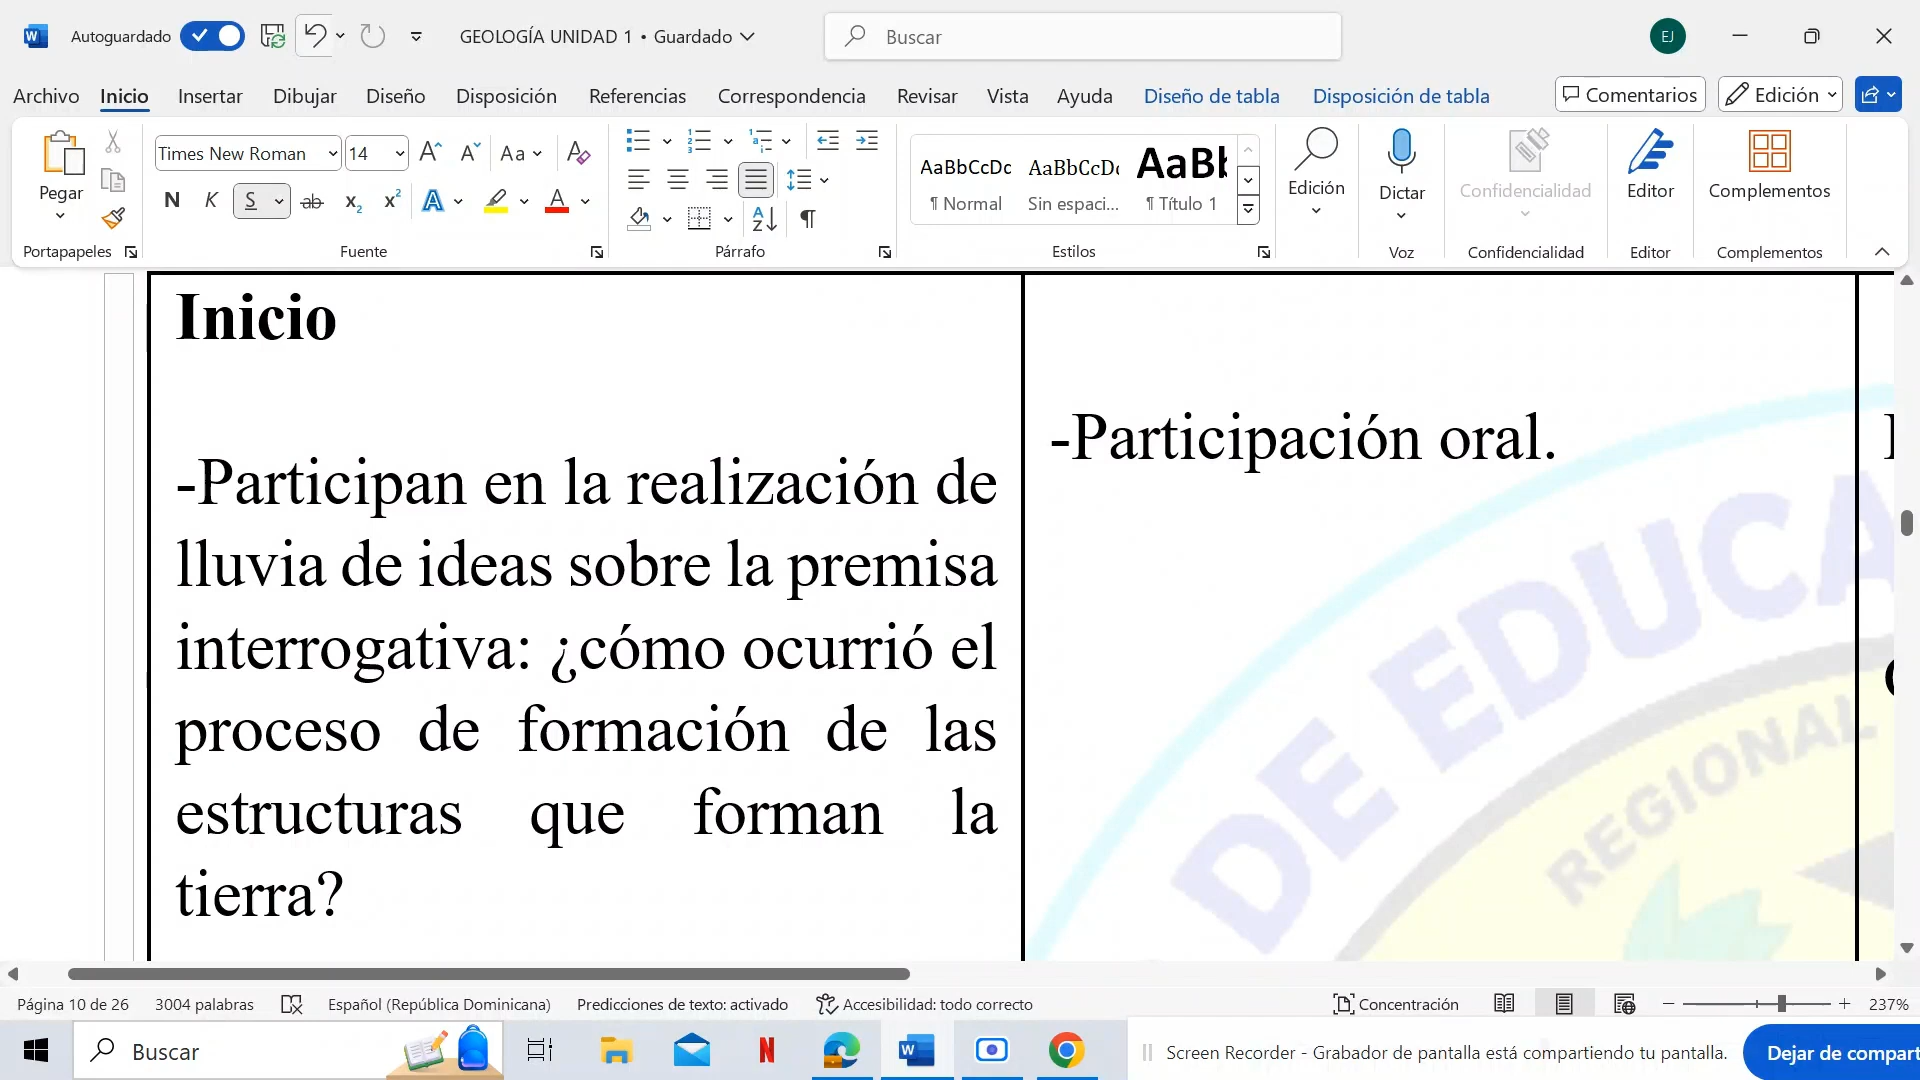 Autoguardado
GEOLOGÍA UNIDAD 1 • Guardado
Buscar
EJ
Archivo Inicio Insertar Dibujar Diseño Disposición Referencias Correspondencia Revisar Vista Ayuda Diseño de tabla Disposición de tabla
Comentarios
Edición
Pegar
Portapapeles
Times New Roman 14
Aa
N K S ab x₂ x² A A
Fuente
Párrafo
AaBbCcDc AaBbCcDc AaBb
¶ Normal Sin espaci... ¶ Título 1
Estilos
Edición
Dictar
Voz
Confidencialidad
Confidencialidad
Editor
Editor
Complementos
Complementos
Inicio
-Participan en la realización de
lluvia de ideas sobre la premisa
interrogativa: ¿cómo ocurrió el
proceso de formación de las
estructuras que forman la
tierra?
-Participación oral.
DE EDUCA
REGIONAL
Página 10 de 26 3004 palabras Español (República Dominicana) Predicciones de texto: activado Accesibilidad: todo correcto
Concentración
237%
Buscar
Screen Recorder - Grabador de pantalla está compartiendo tu pantalla.
Dejar de compart